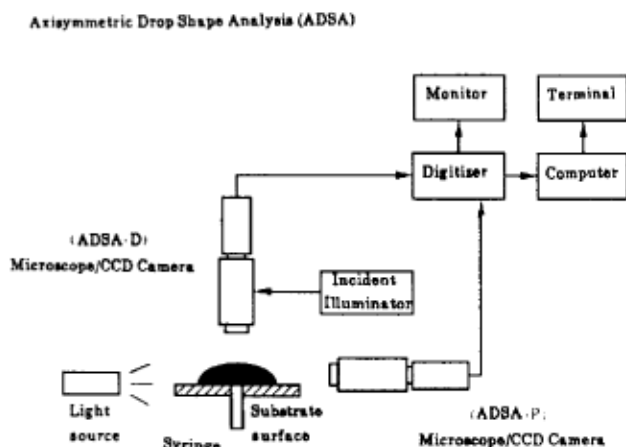 Axisymmetric Drop Shape Analysis (ADSA)
Monitor
Terminal
Digitizer
Computer
(ADSA-D)
Microscope/CCD Camera
Incident
Illuminator
Light
source
Syringe
Substrate
surface
(ADSA-P)
Microscope/CCD Camera